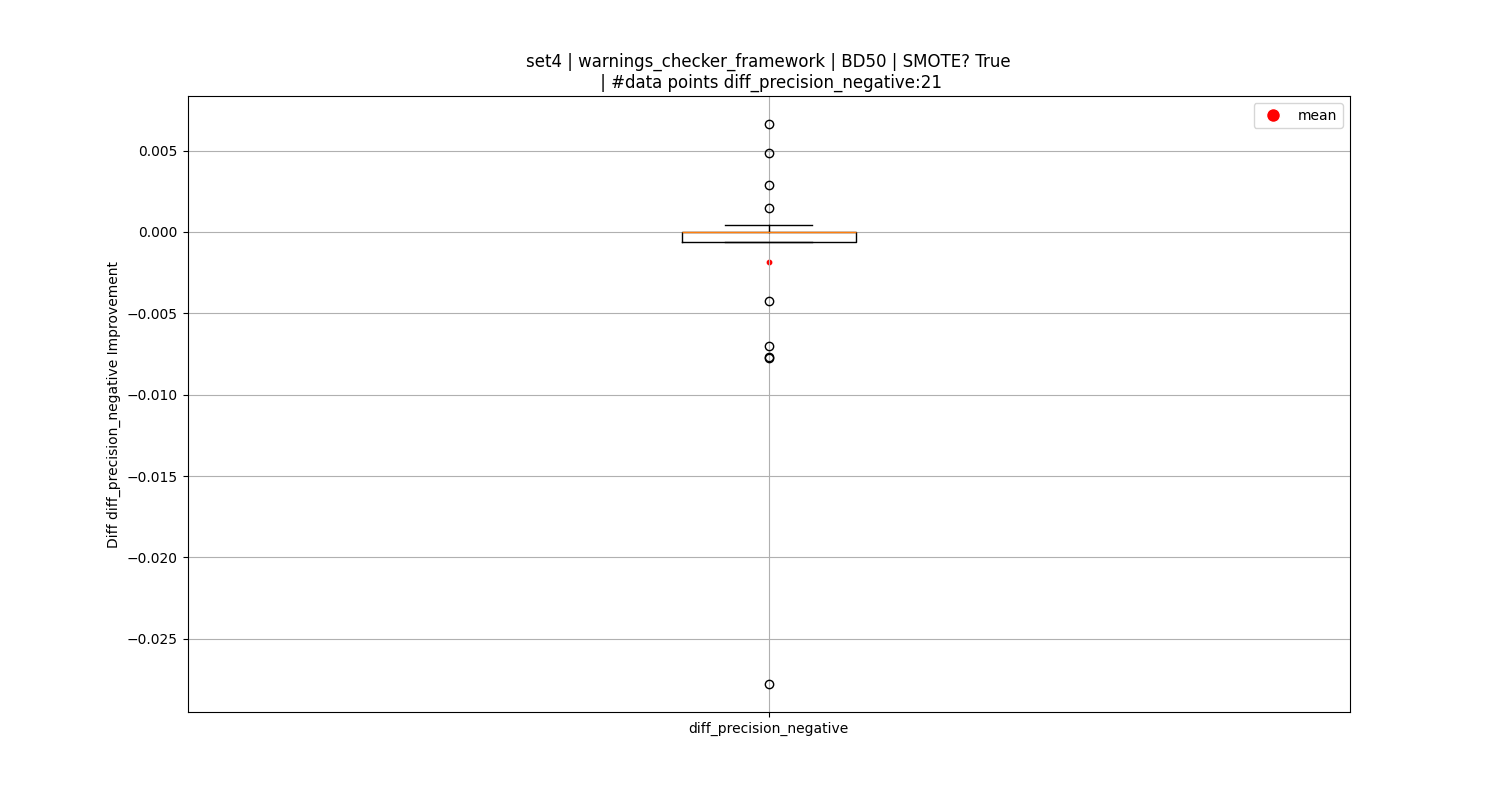 set4 | warnings_checker_framework | BD50 | SMOTE? True
| #data points diff_precision_negative:21
mean
0.005
0.000
−0.005
−0.010
−0.015
−0.020
−0.025
Diff diff_precision_negative Improvement
diff_precision_negative